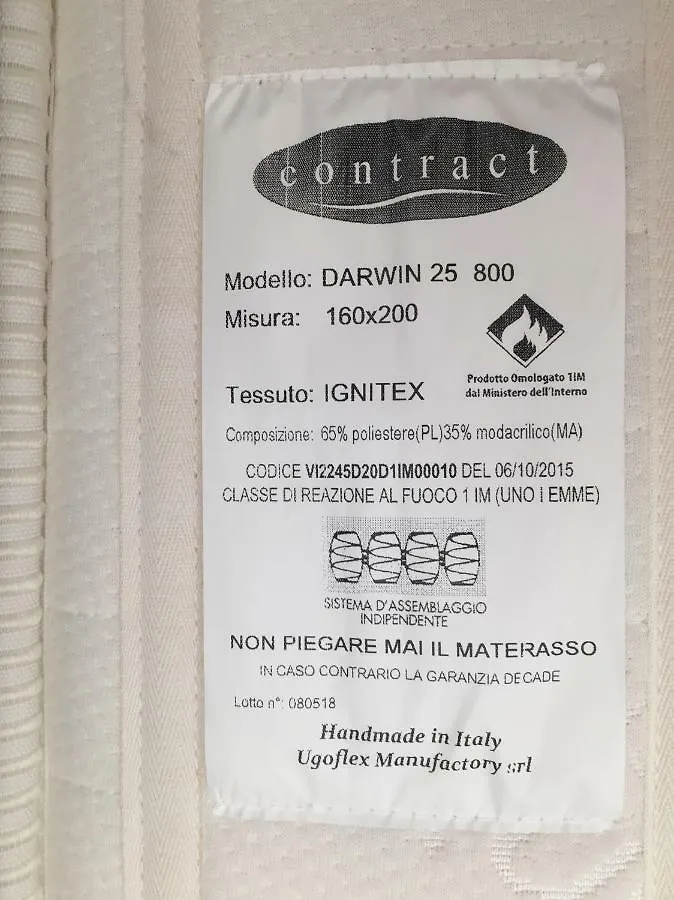 contract
Modello: DARWIN 25 800
Misura: 160x200
Prodotto Omologato 1IM
dal Ministero dell'Interno
Tessuto: IGNITEX
Composizione: 65% poliestere(PL)35% modacrilico(MA)
CODICE VI2245D20D1IM00010 DEL 06/10/2015
CLASSE DI REAZIONE AL FUOCO 1 IM (UNO I EMME)
SISTEMA D'ASSEMBLAGGIO
INDIPENDENTE
NON PIEGARE MAI IL MATERASSO
IN CASO CONTRARIO LA GARANZIA DECADE
Lotto n°: 080518
Handmade in Italy
Ugoflex Manufactory srl